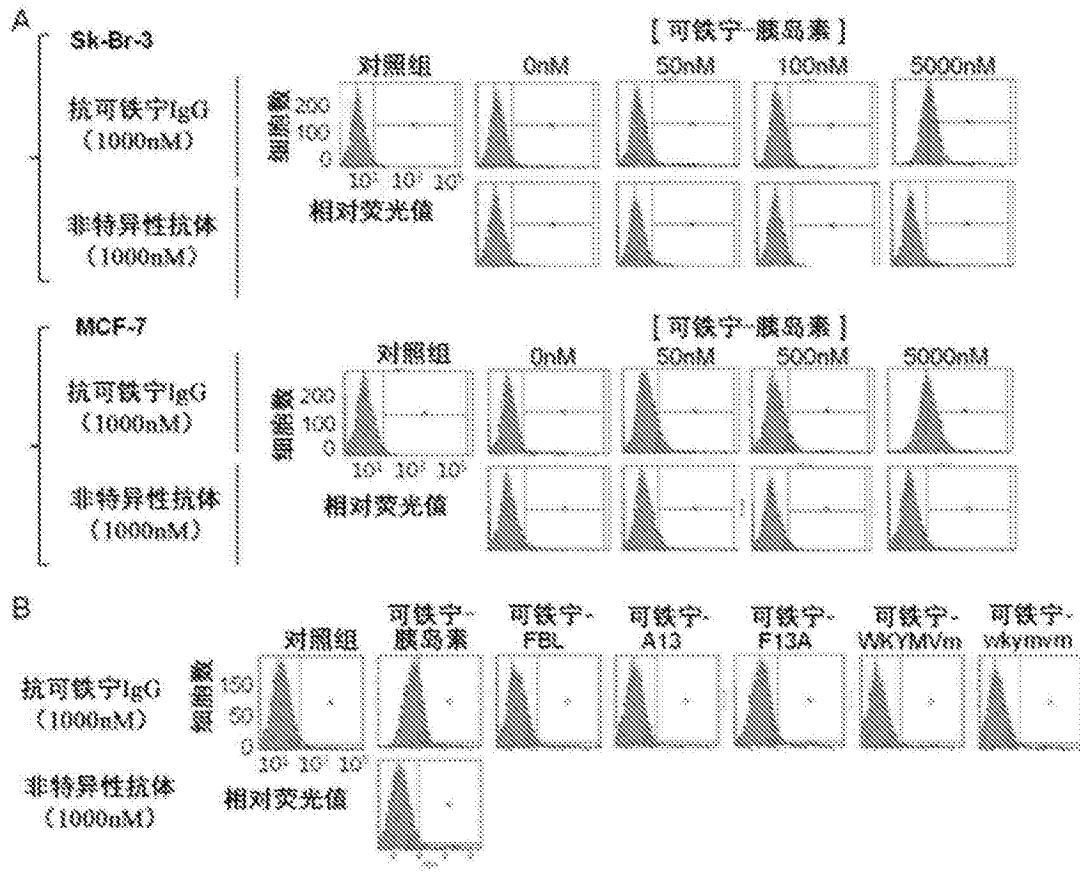 A
Sk-Br-3
[ 可铁宁-胰岛素 ]
对照组 0nM 50nM 100nM 5000nM
抗可铁宁IgG
(1000nM)
细胞数
200
100
0
10¹ 10³ 10⁵
相对荧光值
非特异性抗体
(1000nM)
MCF-7
[ 可铁宁-胰岛素 ]
对照组 0nM 50nM 500nM 5000nM
抗可铁宁IgG
(1000nM)
细胞数
200
100
0
10¹ 10³ 10⁵
相对荧光值
非特异性抗体
(1000nM)
B
对照组
可铁宁-
胰岛素
可铁宁-
FBL
可铁宁-
A13
可铁宁-
F13A
可铁宁-
WKYMVm
可铁宁-
wkymvm
抗可铁宁IgG
(1000nM)
细胞数
150
50
0
相对荧光值
非特异性抗体
(1000nM)